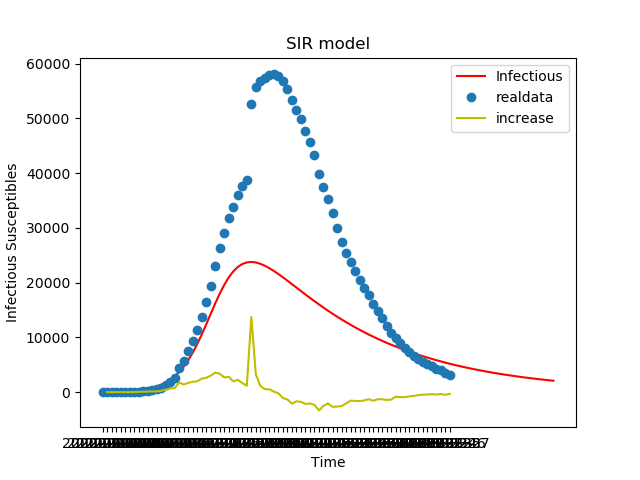 SIR model
Infectious
realdata
increase
60000
50000
40000
30000
20000
10000
0
Infectious Susceptibles
Time